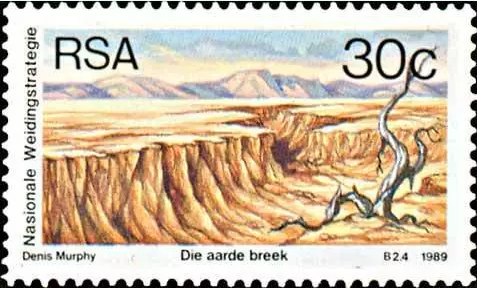 RSA
30c
Nasionale Weidingstrategie
Denis Murphy
Die aarde breek
B2.4 1989